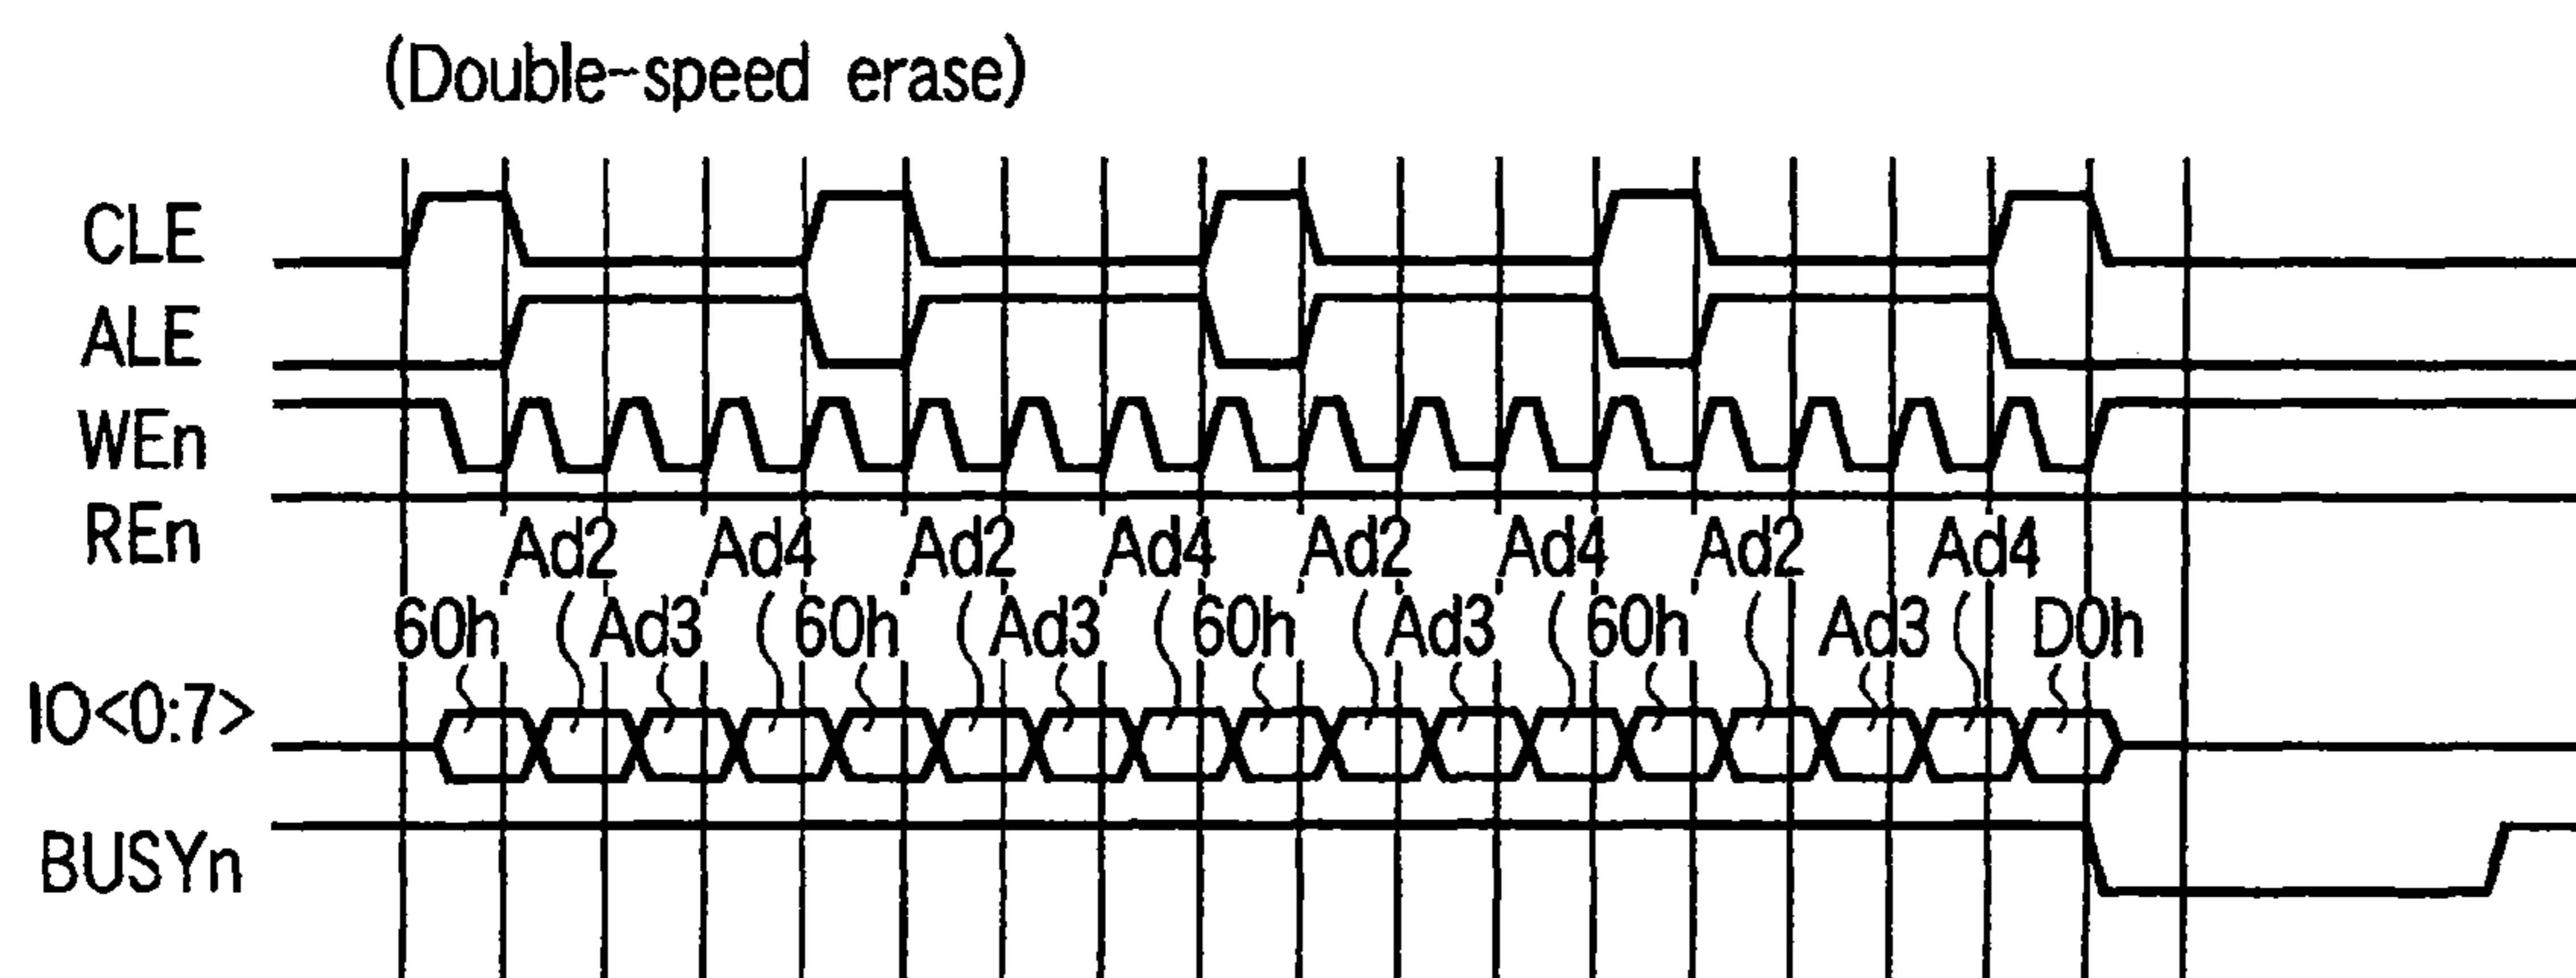 (Double-speed erase)
CLE
ALE
WEn
REn
Ad2 Ad4 Ad2 Ad4 Ad2 Ad4 Ad2 Ad4
60h Ad3 60h Ad3 60h Ad3 60h Ad3 D0h
IO<0:7>
BUSYn